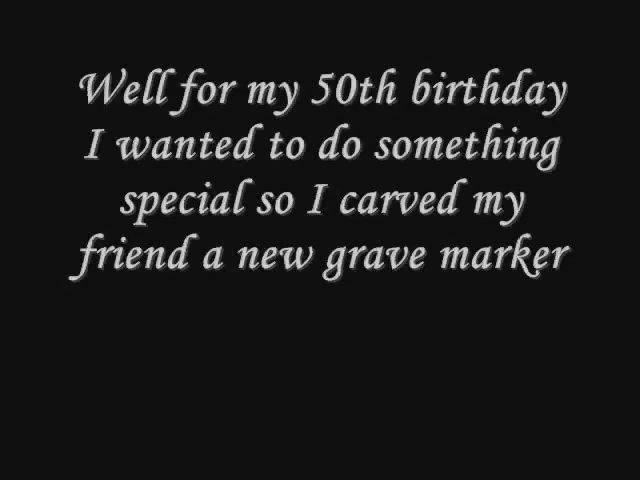 Well for my 50th birthday
I wanted to do something
special so I carved my
friend a new grave marker